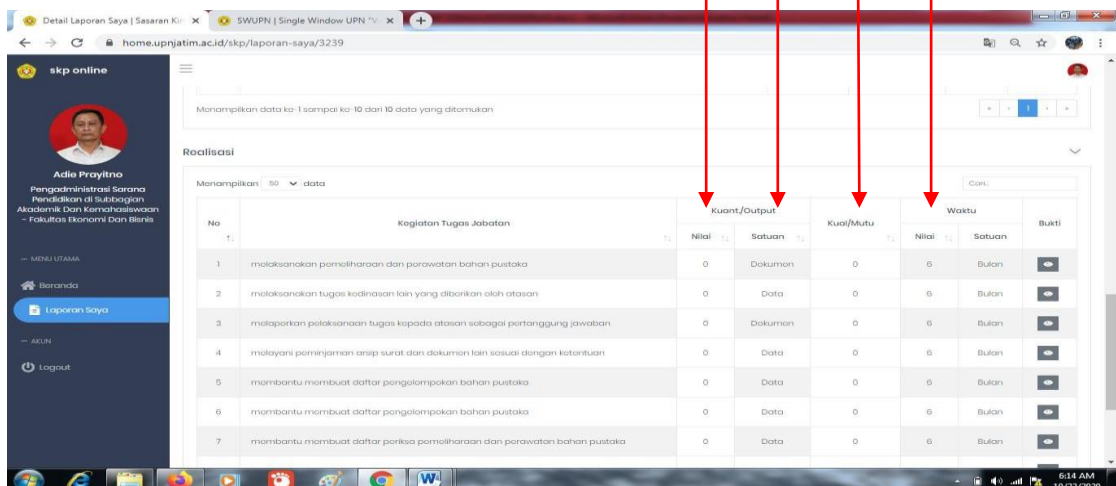 Detail Laporan Saya | Sasaran Kin
SWUPN | Single Window UPN "V
home.upnjatim.ac.id/skp/laporan-saya/3239
skp online
Menampilkan data ke-1 sampai ke-10 dari 10 data yang ditemukan
1
Adie Prayitno
Pengadministrasi Sarana
Pendidikan di Subbagian
Akademik Dan Kemahasiswaan
- Fakultas Ekonomi Dan Bisnis
— MENU UTAMA
Beranda
Laporan Saya
— AKUN
Logout
Realisasi
Menampilkan 50 data
Cari..
No Kegiatan Tugas Jabatan Kuant/Output Kual/Mutu Waktu Bukti
Nilai Satuan Nilai Satuan
1 melaksanakan pemeliharaan dan perawatan bahan pustaka 0 Dokumen 0 6 Bulan
2 melaksanakan tugas kedinasan lain yang diberikan oleh atasan 0 Data 0 6 Bulan
3 melaporkan pelaksanaan tugas kepada atasan sebagai pertanggung jawaban 0 Dokumen 0 6 Bulan
4 melayani peminjaman arsip surat dan dokumen lain sesuai dengan ketentuan 0 Data 0 6 Bulan
5 membantu membuat daftar pengelompokan bahan pustaka 0 Data 0 6 Bulan
6 membantu membuat daftar pengelompokan bahan pustaka 0 Data 0 6 Bulan
7 membantu membuat daftar periksa pemeliharaan dan perawatan bahan pustaka 0 Data 0 6 Bulan
6:14 AM